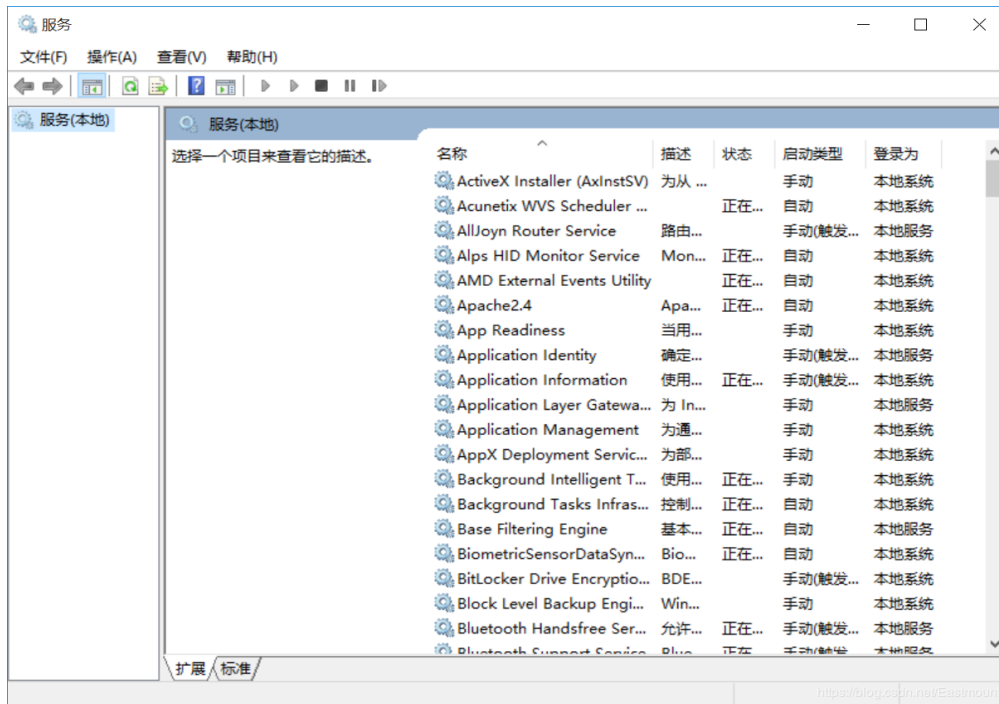 服务
文件(F) 操作(A) 查看(V) 帮助(H)
服务(本地)
服务(本地)
选择一个项目来查看它的描述。
名称 描述 状态 启动类型 登录为
ActiveX Installer (AxInstSV) 为从 ... 手动 本地系统
Acunetix WVS Scheduler ... 正在... 自动 本地系统
AllJoyn Router Service 路由... 手动(触发... 本地服务
Alps HID Monitor Service Mon... 正在... 自动 本地系统
AMD External Events Utility 正在... 自动 本地系统
Apache2.4 Apa... 正在... 自动 本地系统
App Readiness 当用... 手动 本地系统
Application Identity 确定... 手动(触发... 本地服务
Application Information 使用... 正在... 手动(触发... 本地系统
Application Layer Gatewa... 为 In... 手动 本地服务
Application Management 为通... 手动 本地系统
AppX Deployment Servic... 为部... 手动 本地系统
Background Intelligent T... 使用... 正在... 手动 本地系统
Background Tasks Infras... 控制... 正在... 自动 本地系统
Base Filtering Engine 基本... 正在... 自动 本地服务
BiometricSensorDataSyn... Bio... 正在... 自动 本地系统
BitLocker Drive Encryptio... BDE... 手动(触发... 本地系统
Block Level Backup Engi... Win... 手动 本地系统
Bluetooth Handsfree Ser... 允许... 正在... 手动(触发... 本地服务
Bluetooth Support Service Blue... 正在... 手动(触发... 本地服务
扩展 标准
https://blog.csdn.net/Eastmoun